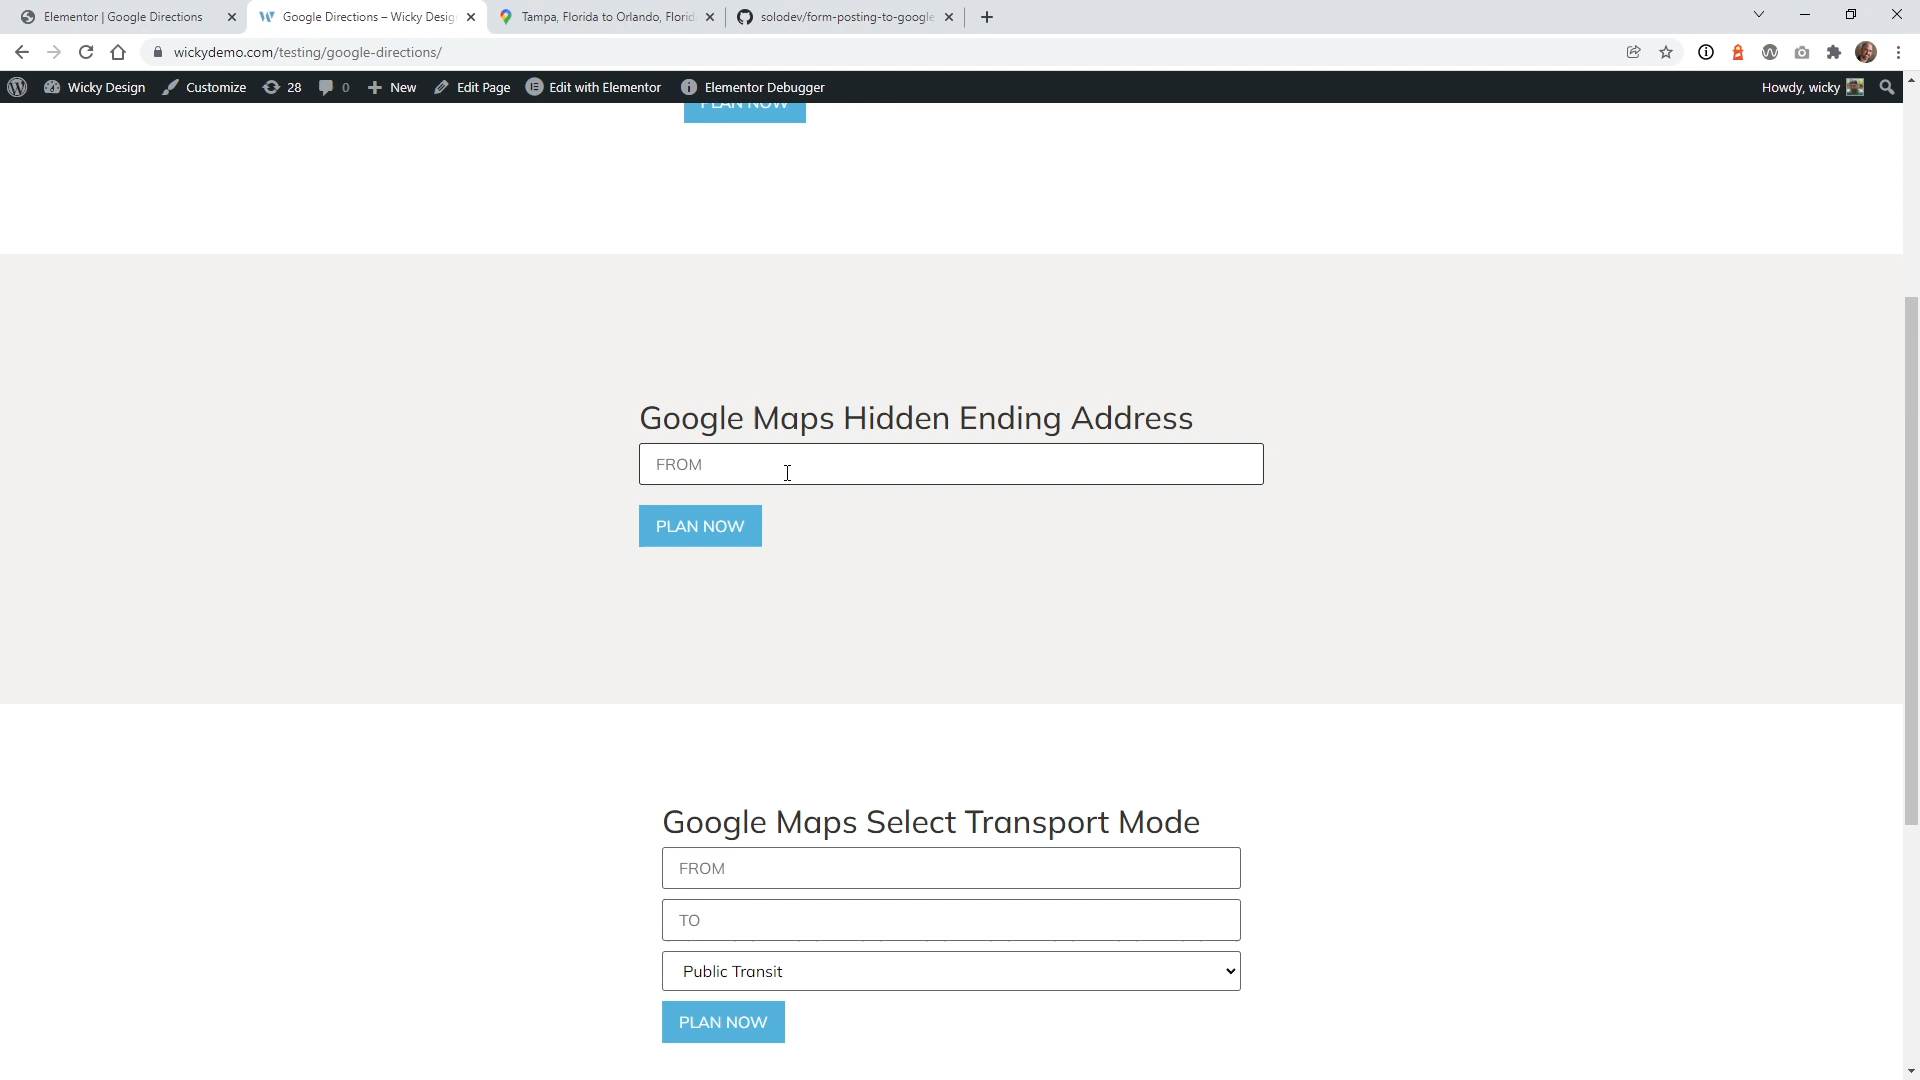 Elementor | Google Directions
Google Directions – Wicky Desig
Tampa, Florida to Orlando, Florid
solodev/form-posting-to-google
wickydemo.com/testing/google-directions/
Wicky Design
Customize
28
0
New
Edit Page
Edit with Elementor
Elementor Debugger
Howdy, wicky
PLAN NOW
Google Maps Hidden Ending Address
FROM
PLAN NOW
Google Maps Select Transport Mode
FROM
TO
Public Transit
PLAN NOW